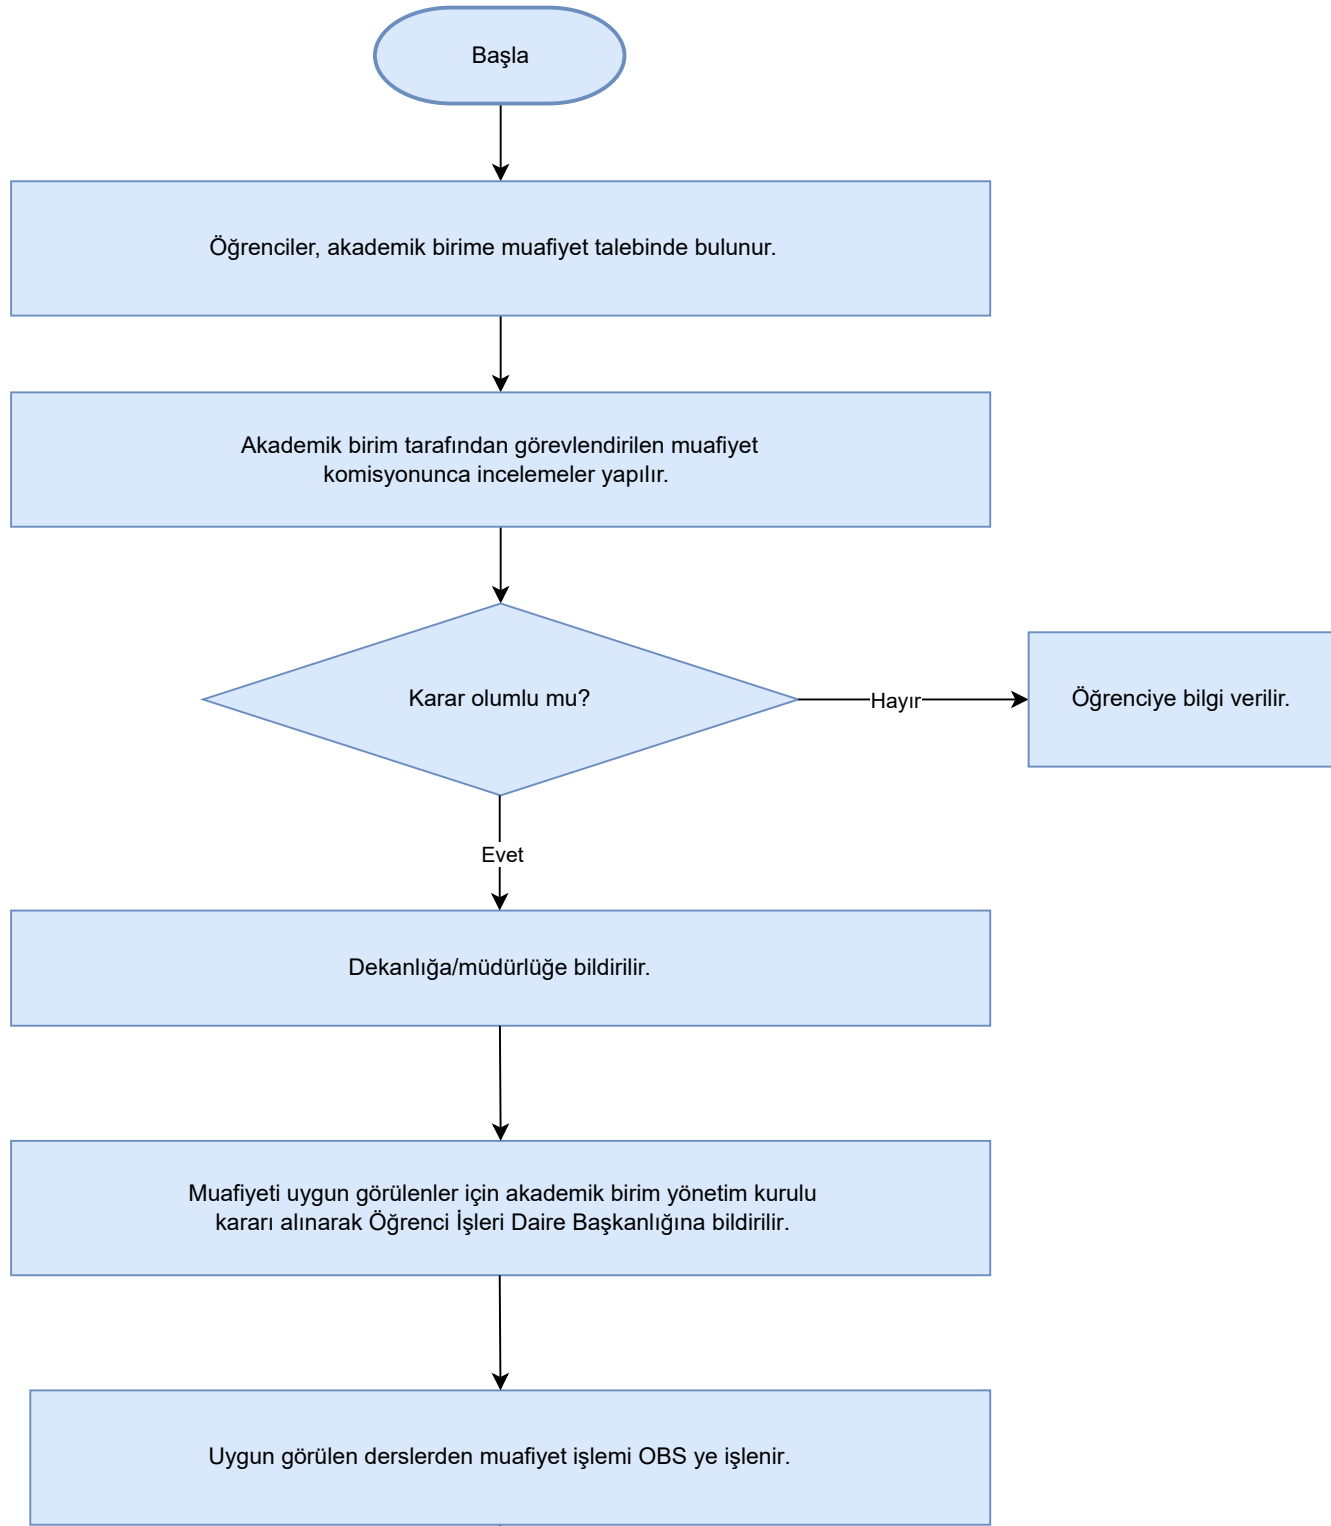 Başla
Öğrenciler, akademik birime muafiyet talebinde bulunur.
Akademik birim tarafından görevlendirilen muafiyet
komisyonunca incelemeler yapılır.
Karar olumlu mu?
Hayır
Öğrenciye bilgi verilir.
Evet
Dekanlığa/müdürlüğe bildirilir.
Muafiyeti uygun görülenler için akademik birim yönetim kurulu
kararı alınarak Öğrenci İşleri Daire Başkanlığına bildirilir.
Uygun görülen derslerden muafiyet işlemi OBS ye işlenir.